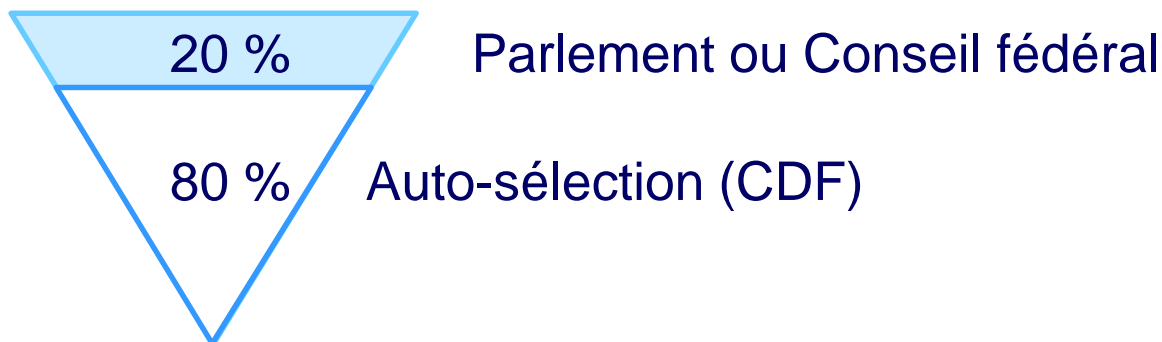 20 % Parlement ou Conseil fédéral
80 % Auto-sélection (CDF)